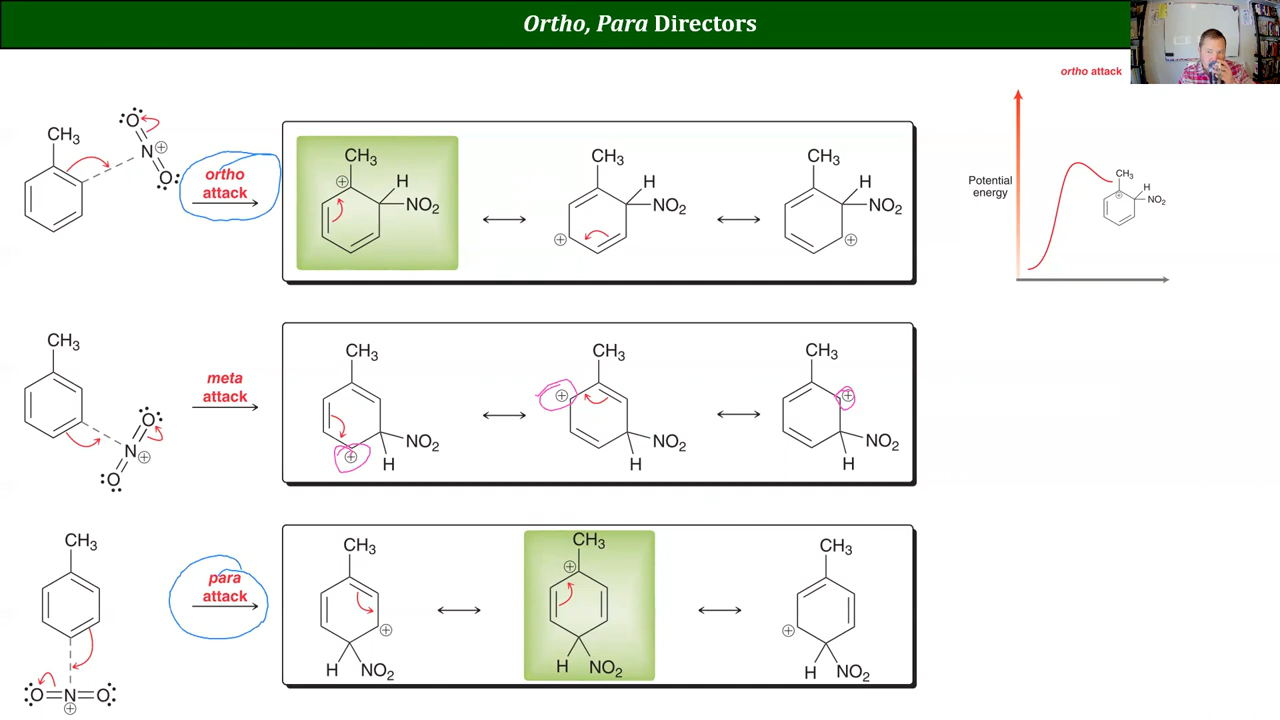 Ortho, Para Directors
ortho attack
Potential
energy
CH₃
H
NO₂
CH₃
O
N
O
ortho
attack
CH₃
H
NO₂
CH₃
H
NO₂
CH₃
H
NO₂
CH₃
O
N
O
meta
attack
CH₃
NO₂
H
CH₃
NO₂
H
CH₃
NO₂
H
CH₃
O=N=O
para
attack
CH₃
H NO₂
CH₃
H NO₂
CH₃
H NO₂